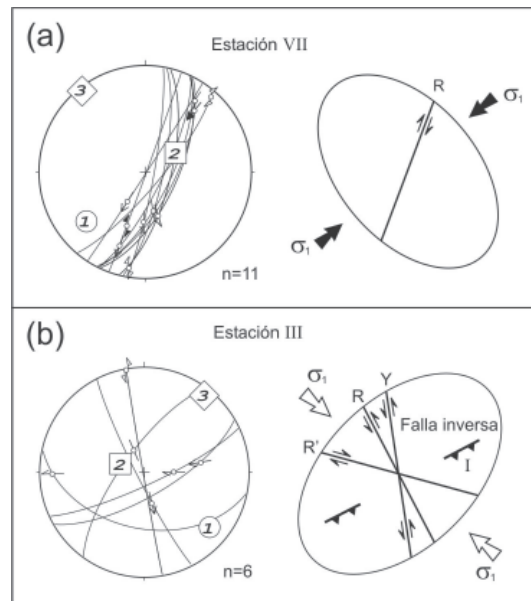 (a)
Estación VII
3
2
1
n=11
R
σ₁
σ₁
(b)
Estación III
3
2
1
n=6
σ₁
R'
R
Y
Falla inversa
I
σ₁